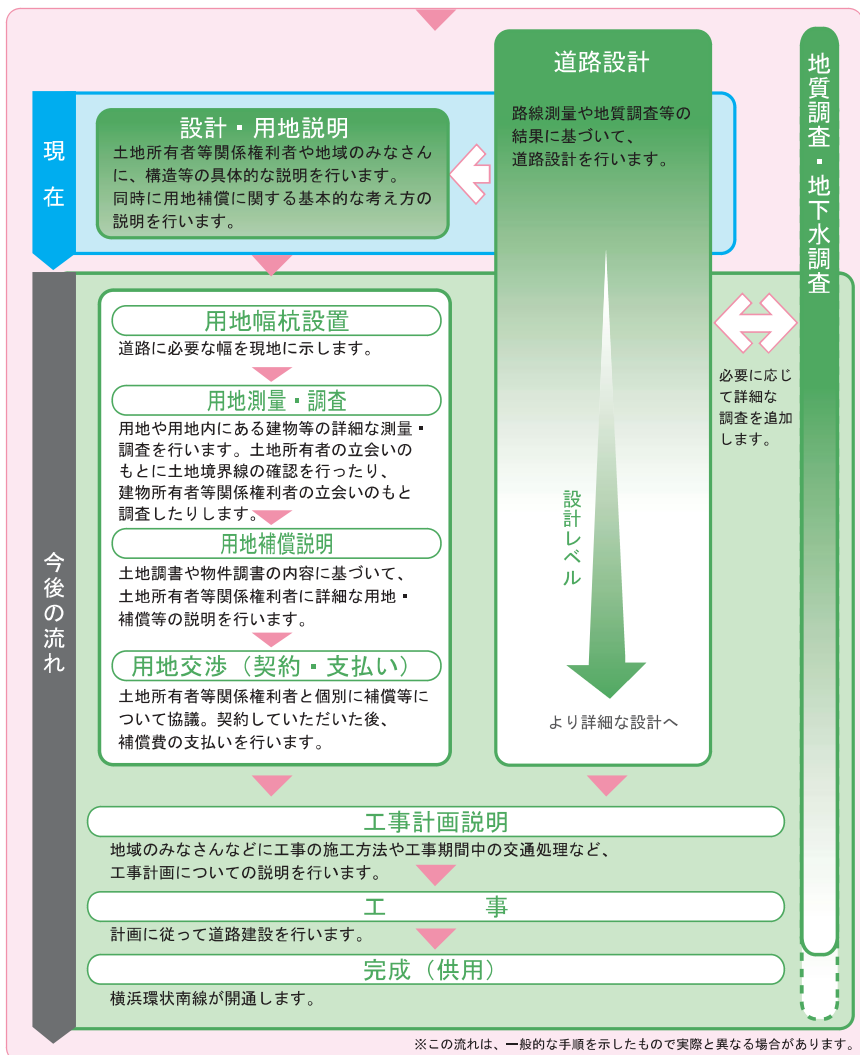 現在
設計・用地説明
土地所有者等関係権利者や地域のみなさん
に、構造等の具体的な説明を行います。
同時に用地補償に関する基本的な考え方の
説明を行います。
道路設計
路線測量や地質調査等の
結果に基づいて、
道路設計を行います。
地質調査・地下水調査
今後の流れ
用地幅杭設置
道路に必要な幅を現地に示します。
用地測量・調査
用地や用地内にある建物等の詳細な測量・
調査を行います。土地所有者の立会いの
もとに土地境界線の確認を行ったり、
建物所有者等関係権利者の立会いのもと
調査したりします。
用地補償説明
土地調書や物件調書の内容に基づいて、
土地所有者等関係権利者に詳細な用地・
補償等の説明を行います。
用地交渉（契約・支払い）
土地所有者等関係権利者と個別に補償等に
ついて協議。契約していただいた後、
補償費の支払いを行います。
設計レベル
より詳細な設計へ
必要に応じ
て詳細な
調査を追加
します。
工事計画説明
地域のみなさんなどに工事の施工方法や工事期間中の交通処理など、
工事計画についての説明を行います。
工　　事
計画に従って道路建設を行います。
完成（供用）
横浜環状南線が開通します。
※この流れは、一般的な手順を示したもので実際と異なる場合があります。